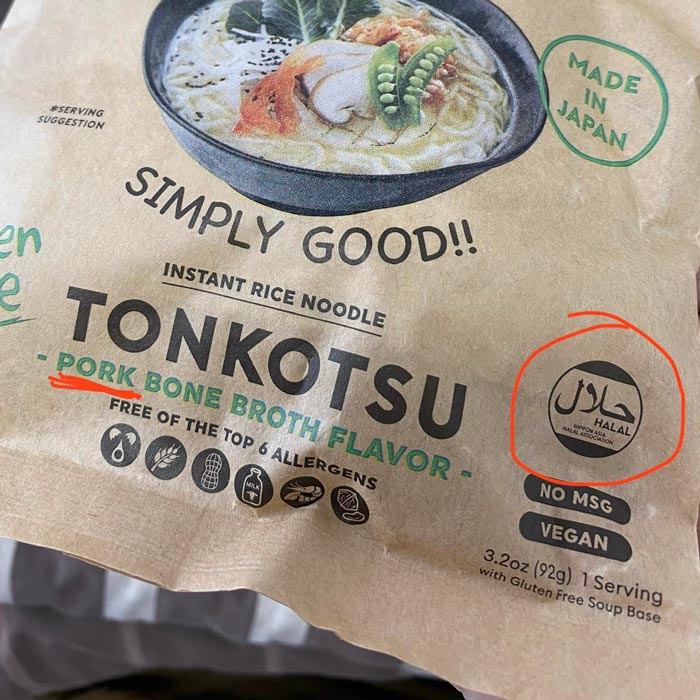 *SERVING
SUGGESTION
MADE
IN
JAPAN
SIMPLY GOOD!!
INSTANT RICE NOODLE
TONKOTSU
- PORK BONE BROTH FLAVOR -
FREE OF THE TOP 6 ALLERGENS
MILK
حلال
HALAL
NIPPON ASIA
HALAL ASSOCIATION
NO MSG
VEGAN
3.2oz (92g) 1 Serving
with Gluten Free Soup Base